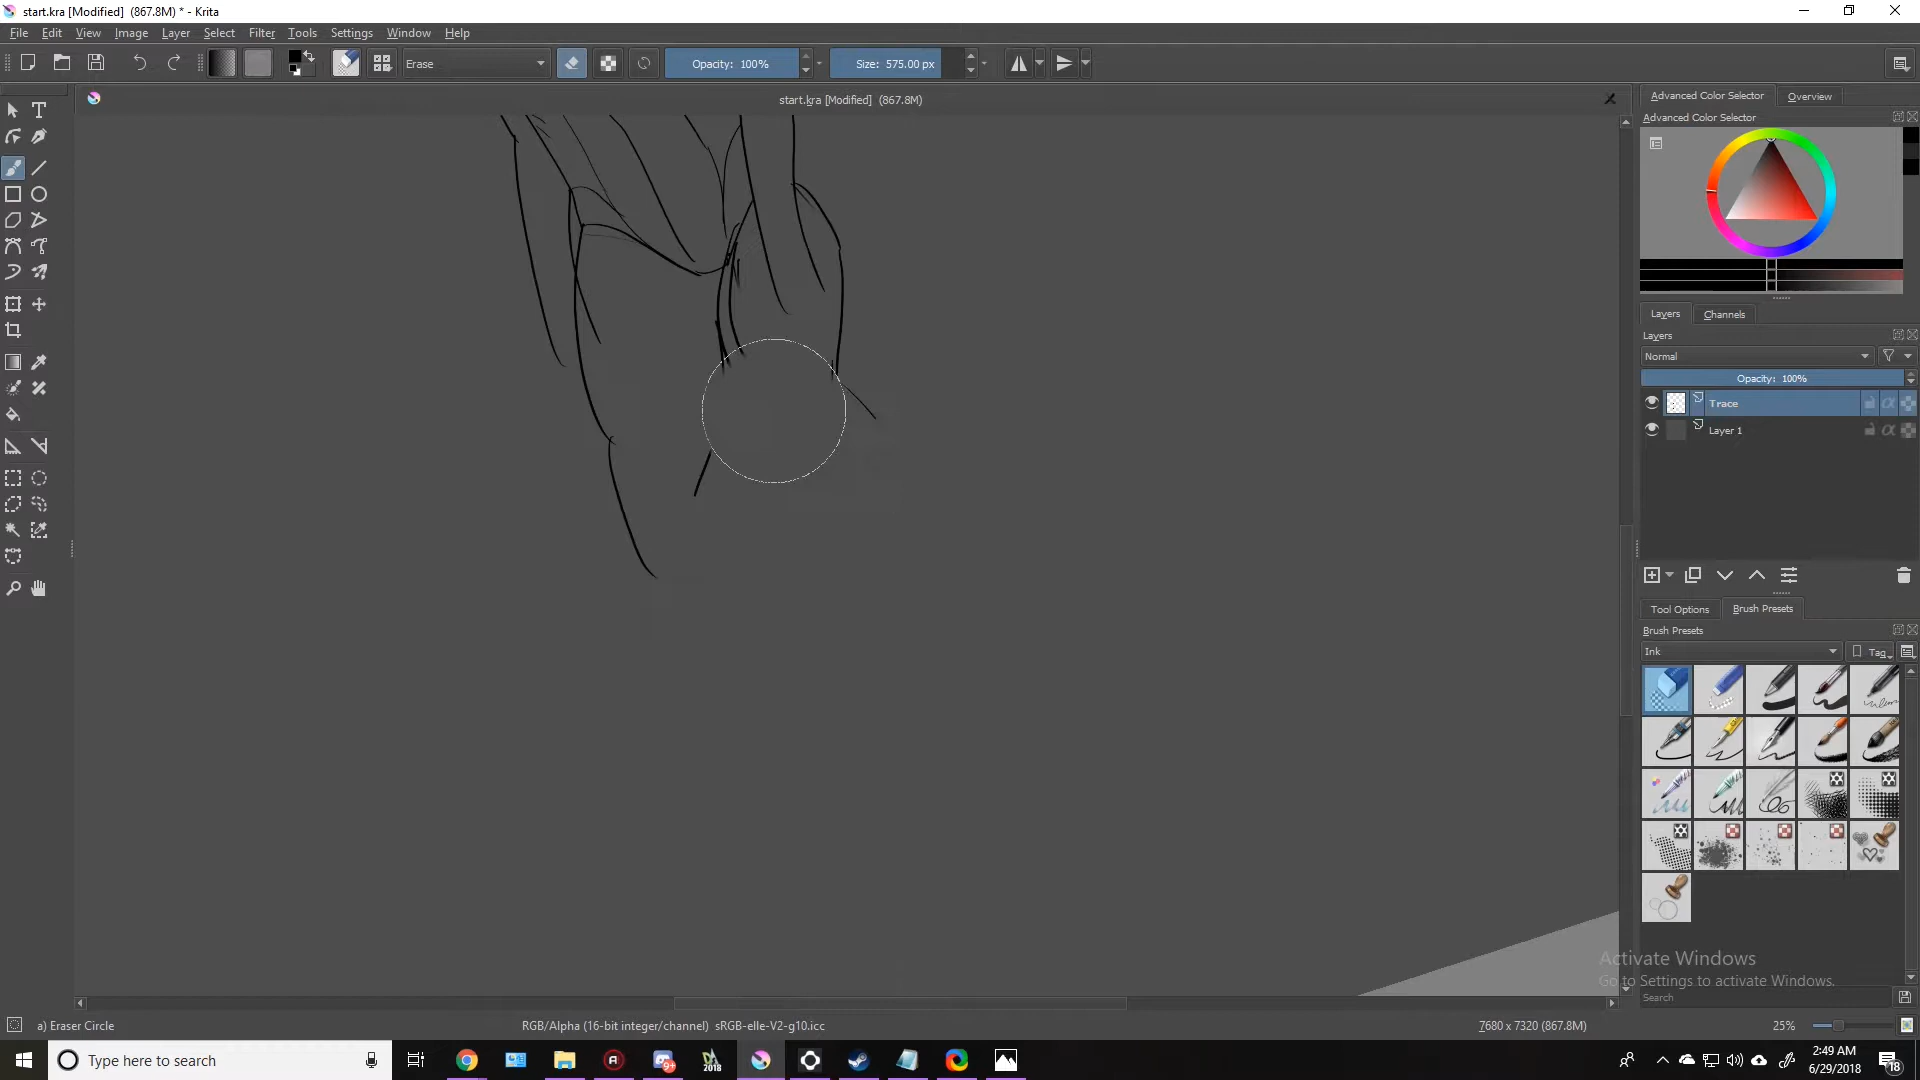 start.kra [Modified] (867.8M) * - Krita
File Edit View Image Layer Select Filter Tools Settings Window Help
Erase
Opacity: 100%
Size: 575.00 px
start.kra [Modified] (867.8M)
Advanced Color Selector
Overview
Advanced Color Selector
Layers
Channels
Layers
Normal
Opacity: 100%
Trace
Layer 1
Tool Options
Brush Presets
Brush Presets
Ink
Tag
Activate Windows
Go to Settings to activate Windows.
Search
a) Eraser Circle
RGB/Alpha (16-bit integer/channel) sRGB-elle-V2-g10.icc
7680 x 7320 (867.8M)
25%
Type here to search
2018
9+
2:49 AM
6/29/2018
18